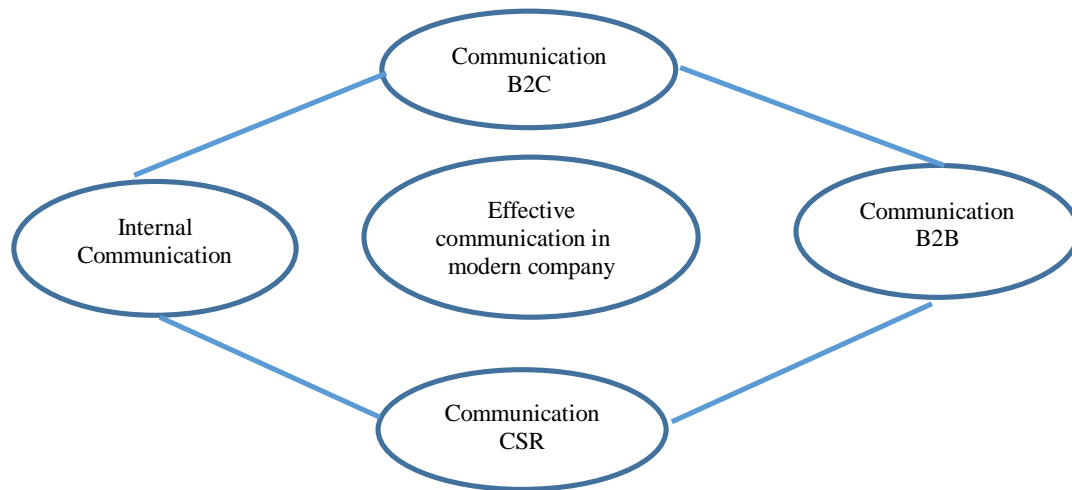 Communication
B2C
Internal
Communication
Effective
communication in
modern company
Communication
B2B
Communication
CSR